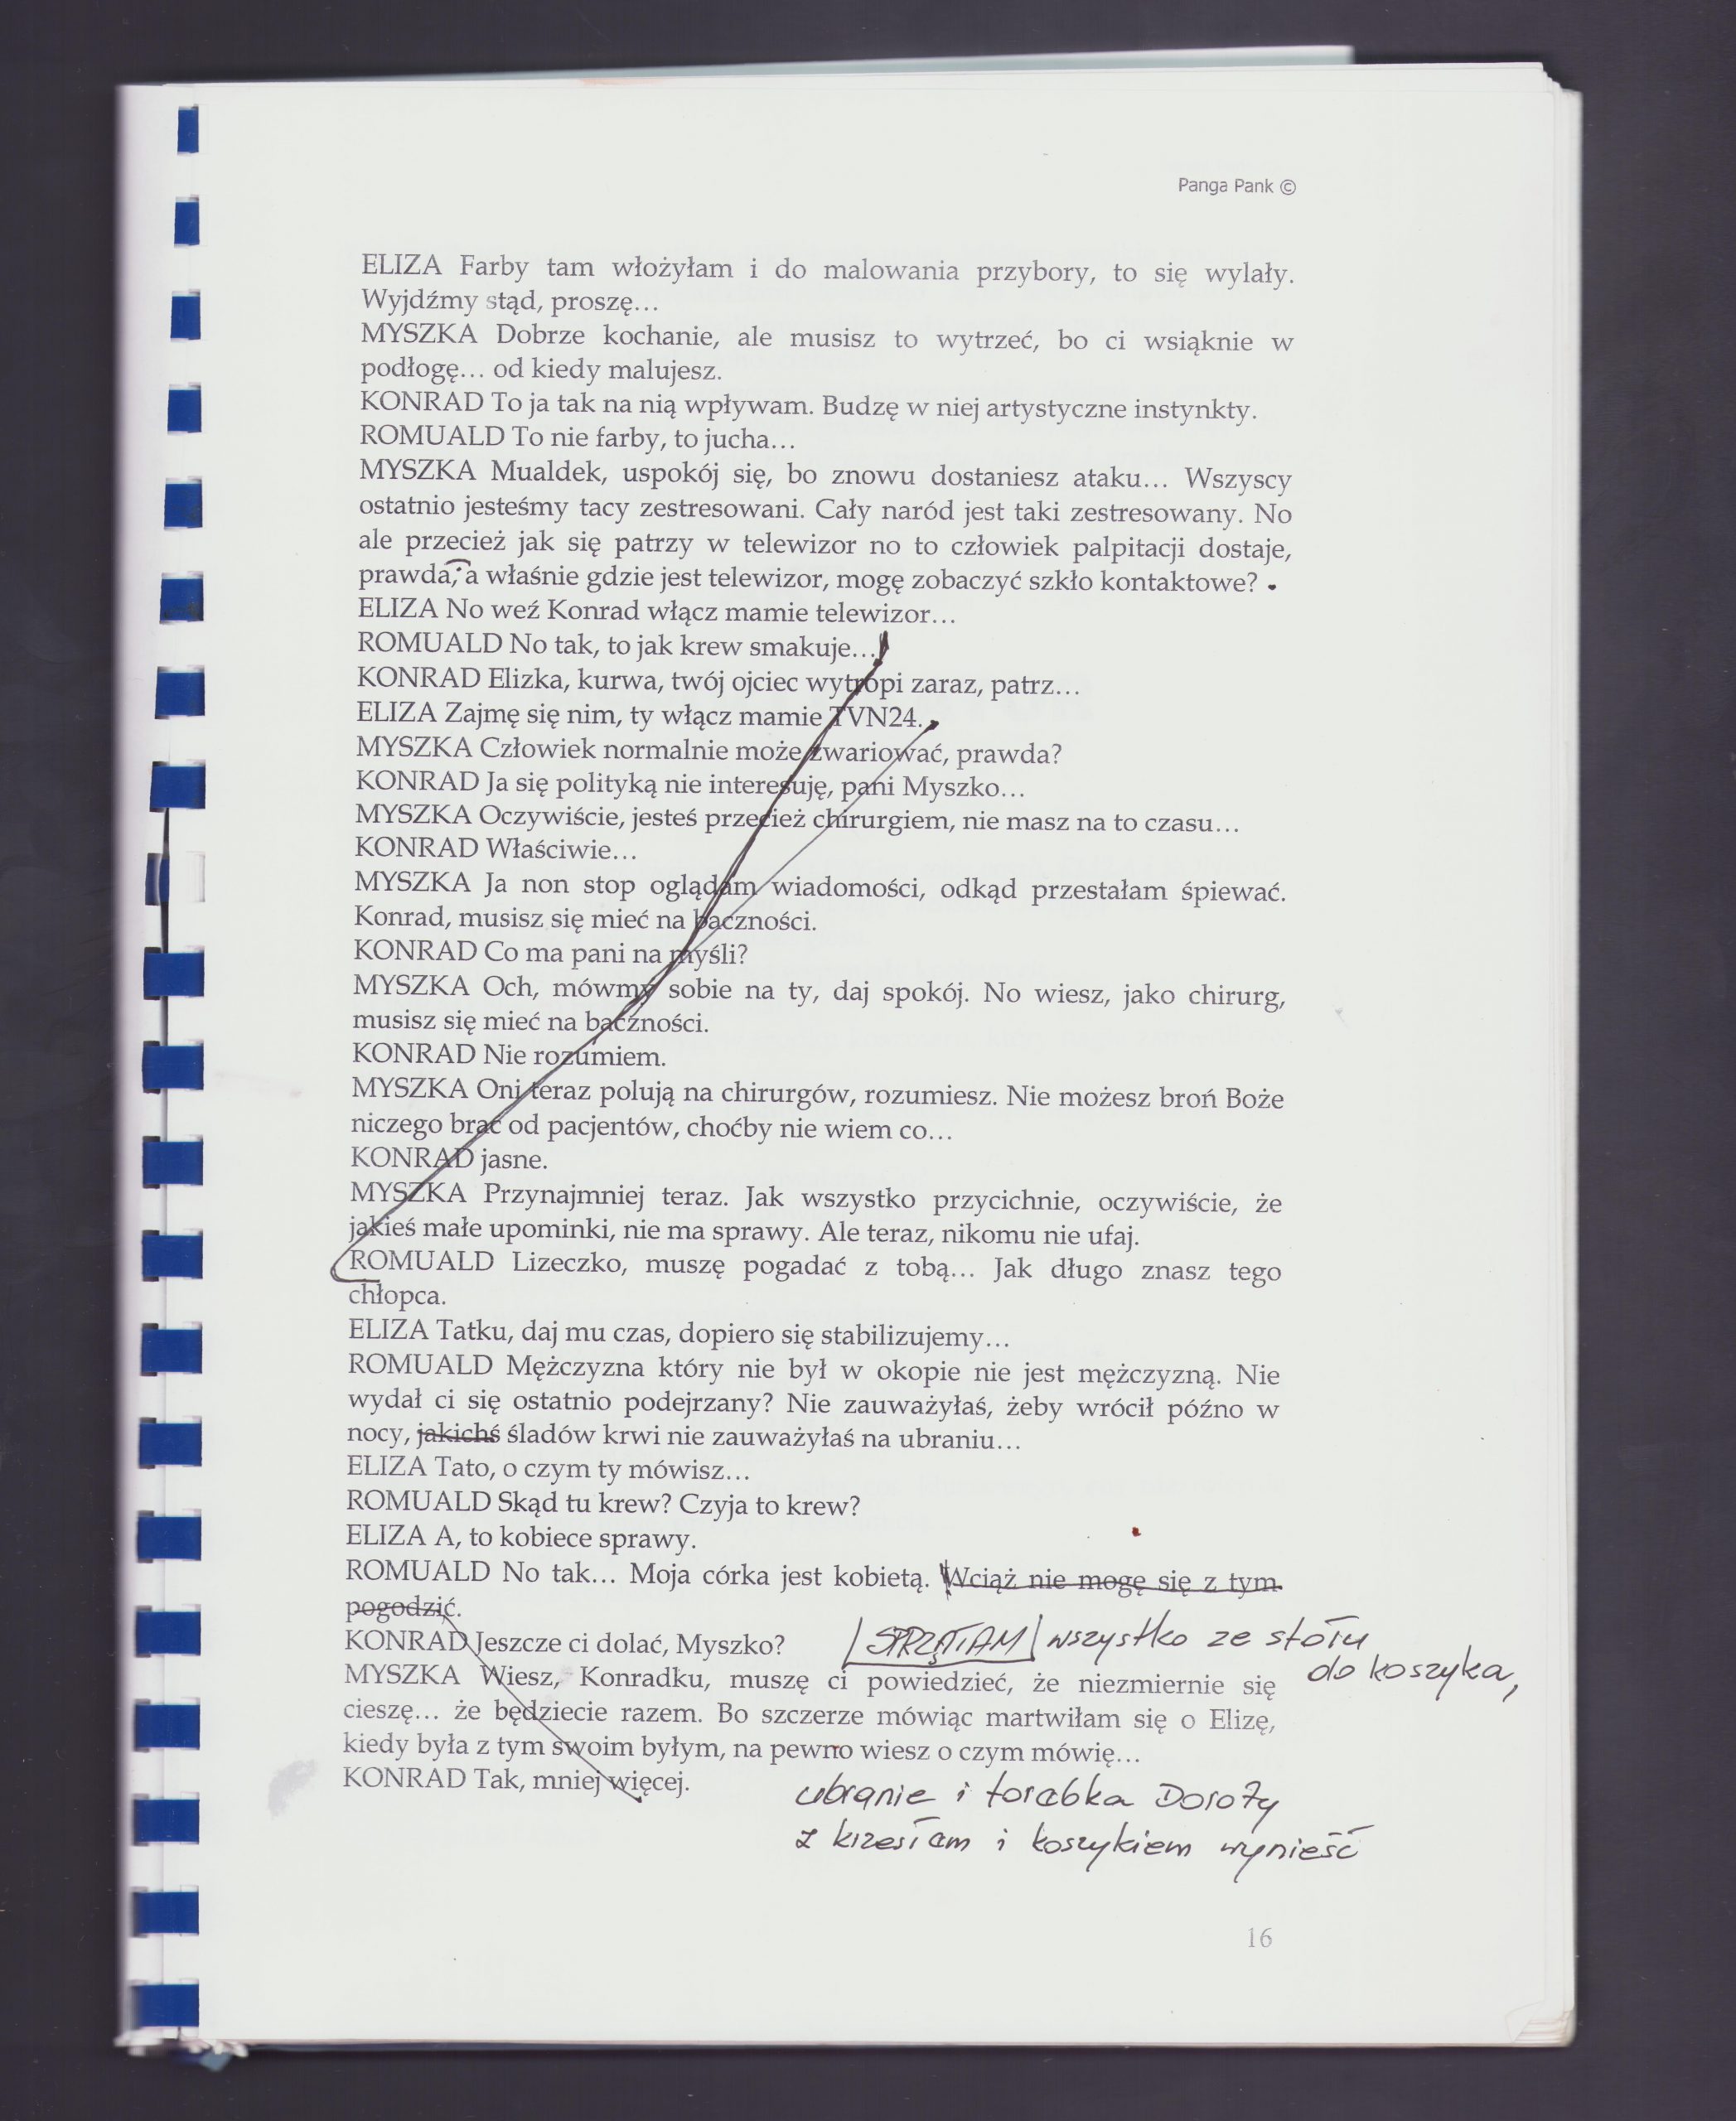 Panga Pank ©
ELIZA Farby tam włożyłam i do malowania przybory, to się wylały.
Wyjdźmy stąd, proszę…
MYSZKA Dobrze kochanie, ale musisz to wytrzeć, bo ci wsiąknie w
podłogę… od kiedy malujesz.
KONRAD To ja tak na nią wpływam. Budzę w niej artystyczne instynkty.
ROMUALD To nie farby, to jucha…
MYSZKA Mualdek, uspokój się, bo znowu dostaniesz ataku… Wszyscy
ostatnio jesteśmy tacy zestresowani. Cały naród jest taki zestresowany. No
ale przecież jak się patrzy w telewizor no to człowiek palpitacji dostaje,
prawda, a właśnie gdzie jest telewizor, mogę zobaczyć szkło kontaktowe?
ELIZA No weź Konrad włącz mamie telewizor…
ROMUALD No tak, to jak krew smakuje…
KONRAD Elizka, kurwa, twój ojciec wytropi zaraz, patrz…
ELIZA Zajmę się nim, ty włącz mamie TVN24.
MYSZKA Człowiek normalnie może zwariować, prawda?
KONRAD Ja się polityką nie interesuję, pani Myszko…
MYSZKA Oczywiście, jesteś przecież chirurgiem, nie masz na to czasu…
KONRAD Właściwie…
MYSZKA Ja non stop oglądam wiadomości, odkąd przestałam śpiewać.
Konrad, musisz się mieć na baczności.
KONRAD Co ma pani na myśli?
MYSZKA Och, mówmy sobie na ty, daj spokój. No wiesz, jako chirurg,
musisz się mieć na baczności.
KONRAD Nie rozumiem.
MYSZKA Oni teraz polują na chirurgów, rozumiesz. Nie możesz broń Boże
niczego brać od pacjentów, choćby nie wiem co…
KONRAD jasne.
MYSZKA Przynajmniej teraz. Jak wszystko przycichnie, oczywiście, że
jakieś małe upominki, nie ma sprawy. Ale teraz, nikomu nie ufaj.
ROMUALD Lizeczko, muszę pogadać z tobą… Jak długo znasz tego
chłopca.
ELIZA Tatku, daj mu czas, dopiero się stabilizujemy…
ROMUALD Mężczyzna który nie był w okopie nie jest mężczyzną. Nie
wydał ci się ostatnio podejrzany? Nie zauważyłaś, żeby wrócił późno w
nocy, jakichś śladów krwi nie zauważyłaś na ubraniu…
ELIZA Tato, o czym ty mówisz…
ROMUALD Skąd tu krew? Czyja to krew?
ELIZA A, to kobiece sprawy.
ROMUALD No tak… Moja córka jest kobietą. Wciąż nie mogę się z tym
pogodzić.
KONRAD Jeszcze ci dolać, Myszko?
SPRZĄTAM wszystko ze stołu
do koszyka,
MYSZKA Wiesz, Konradku, muszę ci powiedzieć, że niezmiernie się
cieszę… że będziecie razem. Bo szczerze mówiąc martwiłam się o Elizę,
kiedy była z tym swoim byłym, na pewno wiesz o czym mówię…
KONRAD Tak, mniej więcej.
ubranie i torebka Doroty
z krzesłam i koszykiem wynieść
16